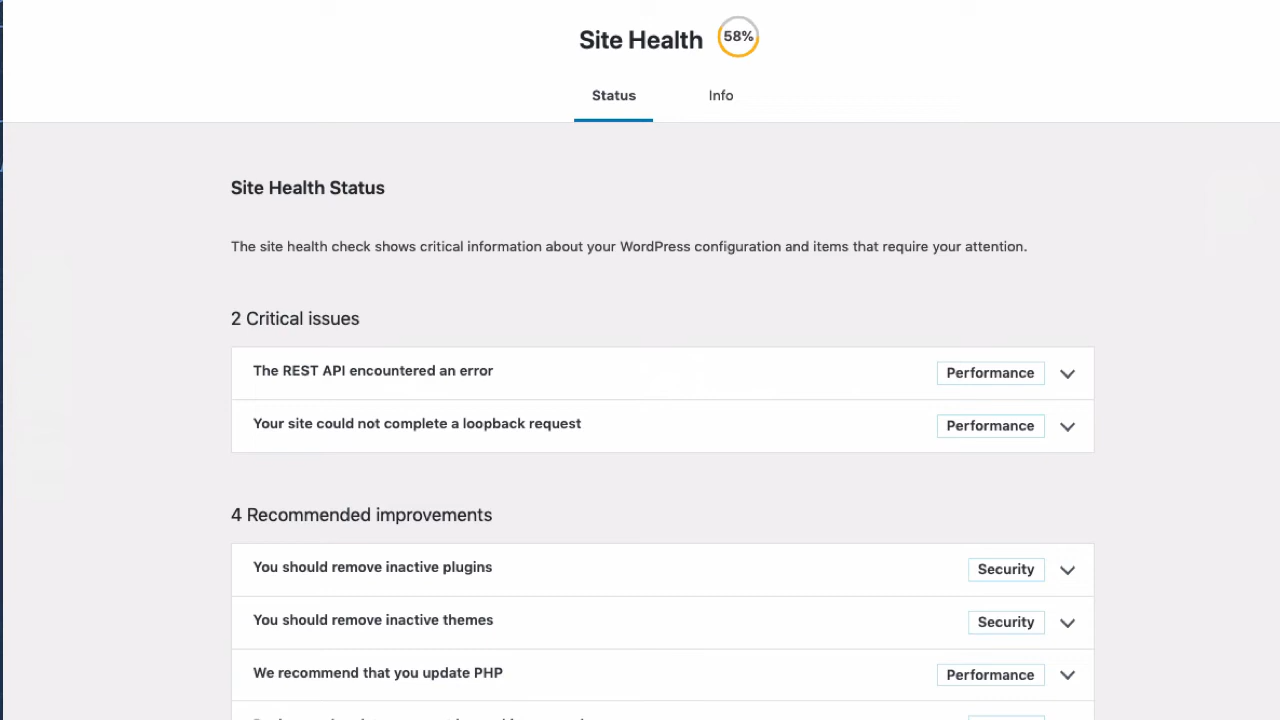 Site Health 58%
Status Info
Site Health Status
The site health check shows critical information about your WordPress configuration and items that require your attention.
2 Critical issues
The REST API encountered an error Performance
Your site could not complete a loopback request Performance
4 Recommended improvements
You should remove inactive plugins Security
You should remove inactive themes Security
We recommend that you update PHP Performance